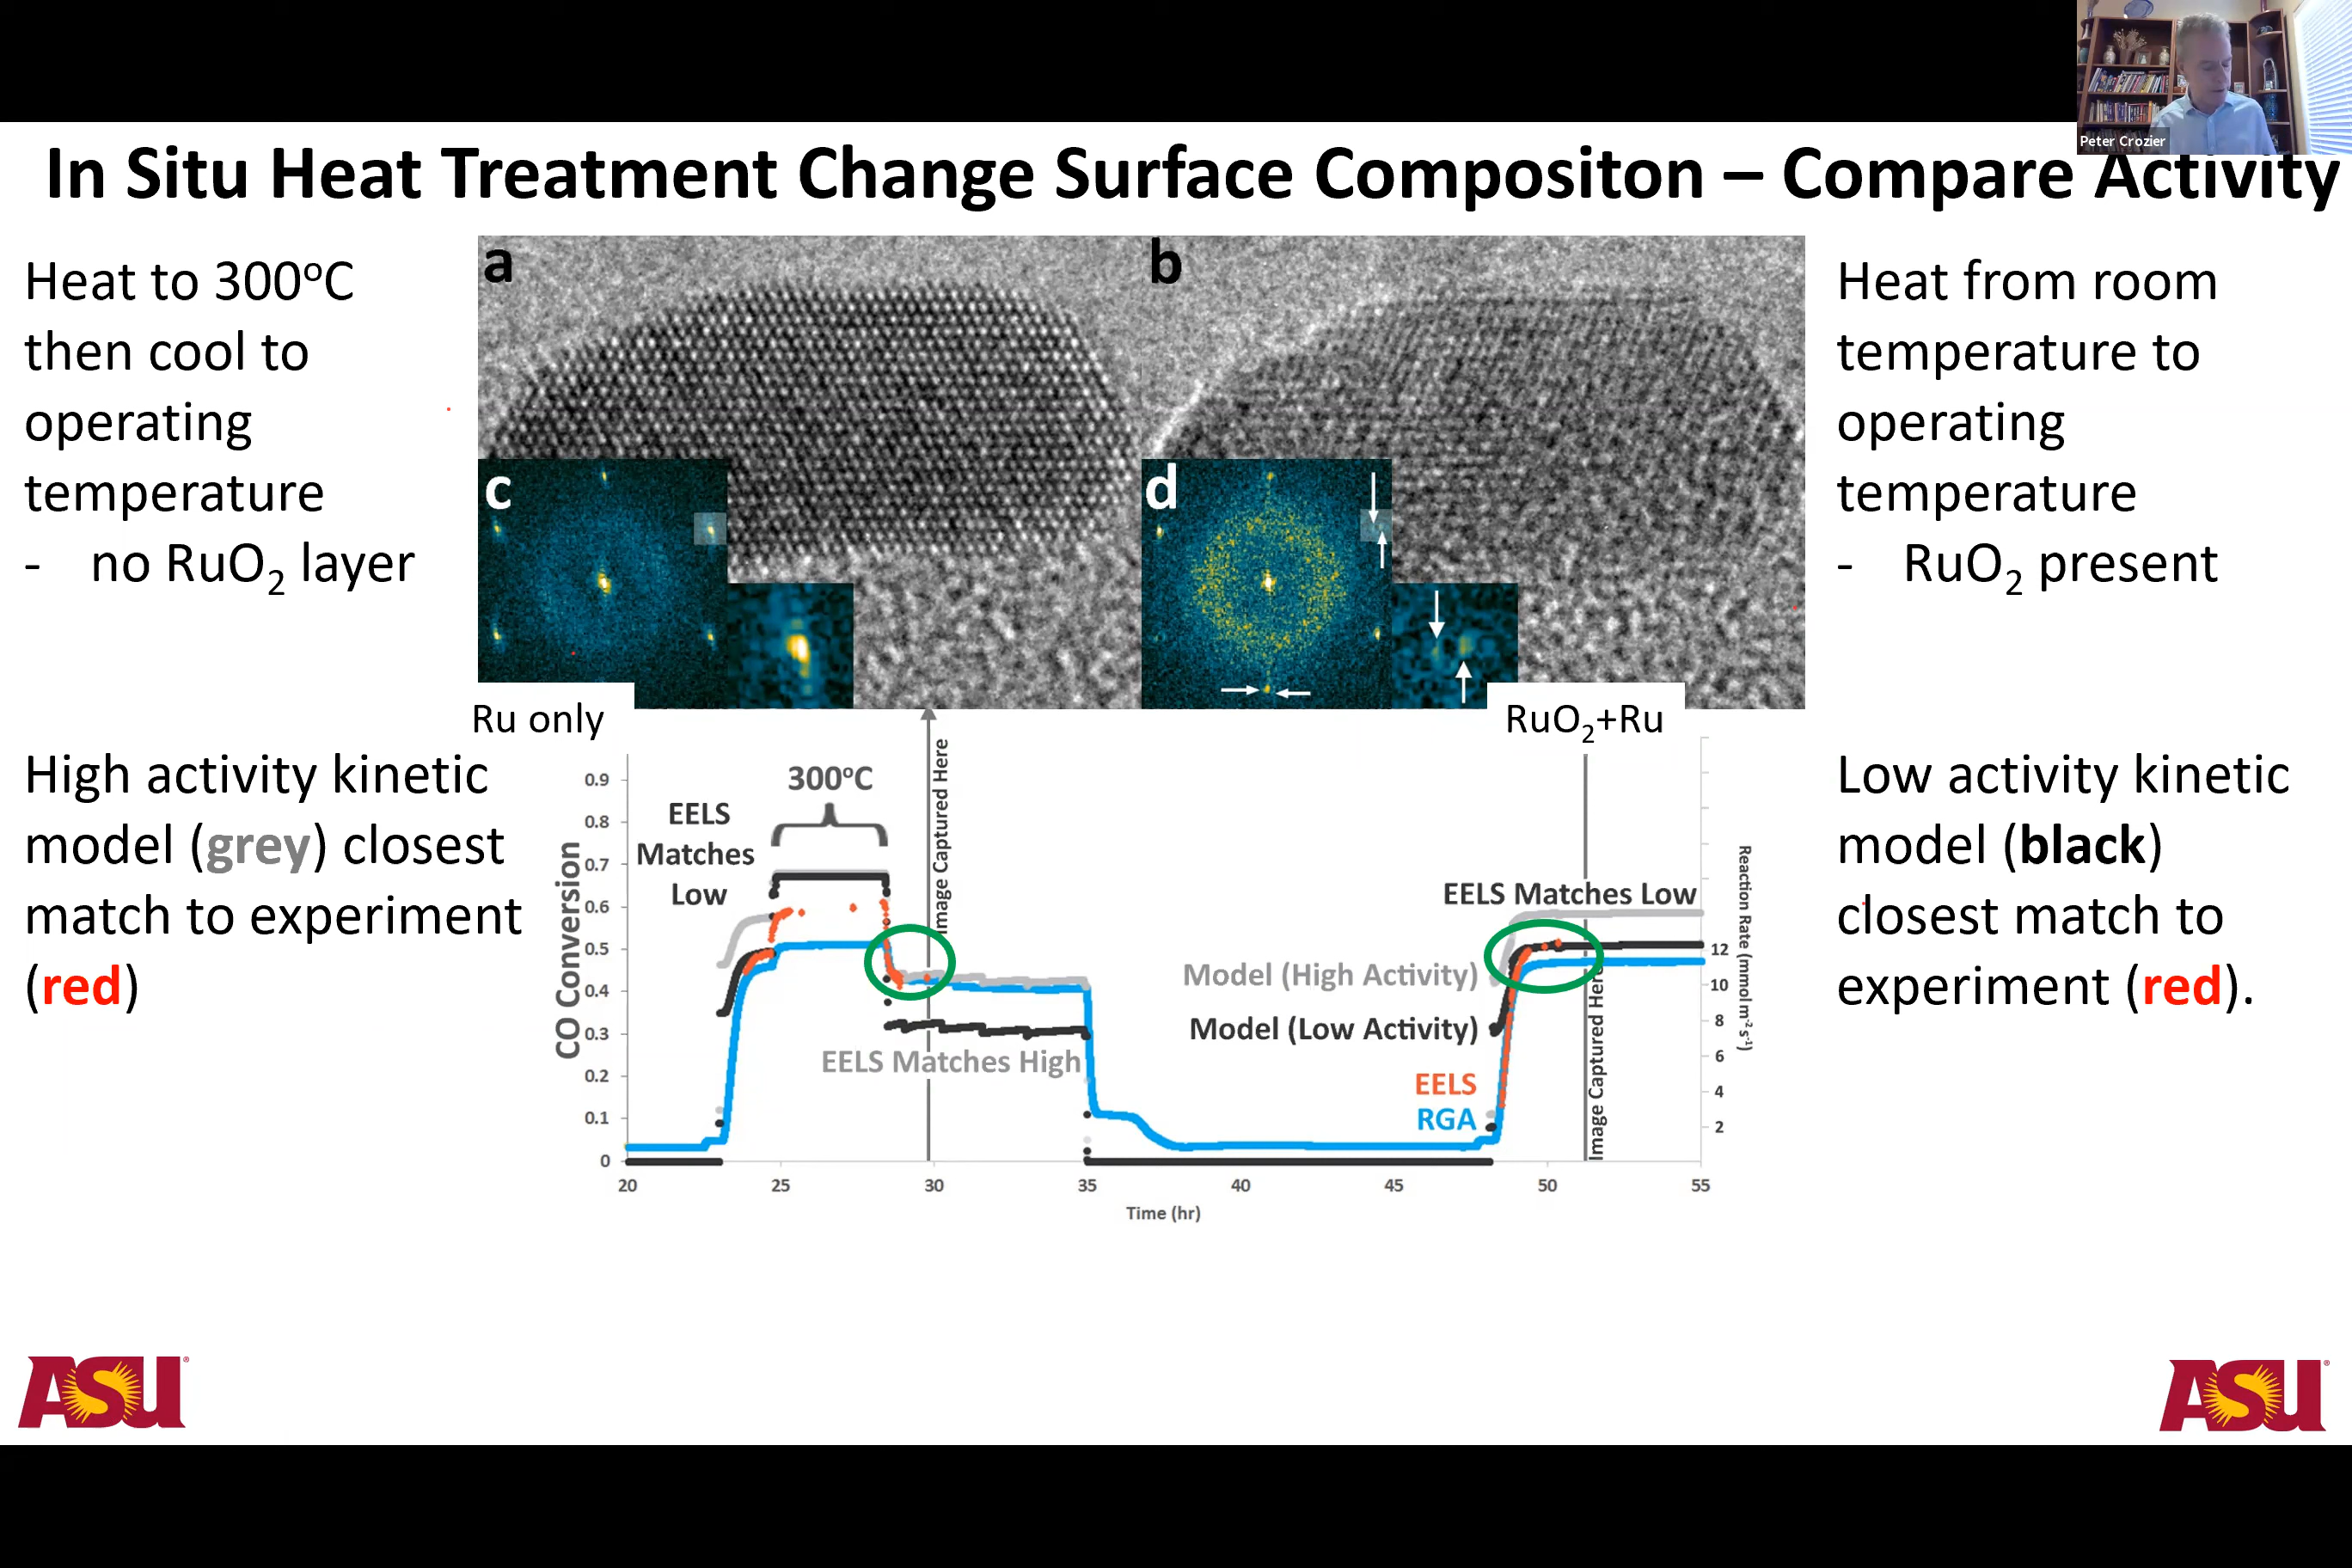 Peter Crozier
In Situ Heat Treatment Change Surface Compositon – Compare Activity
Heat to 300ºC
then cool to
operating
temperature
- no RuO₂ layer
High activity kinetic
model (grey) closest
match to experiment
(red)
a
b
c
d
Ru only
RuO₂+Ru
Heat from room
temperature to
operating
temperature
- RuO₂ present
Low activity kinetic
model (black)
closest match to
experiment (red).
CO Conversion
0.9
0.8
0.7
0.6
0.5
0.4
0.3
0.2
0.1
0
EELS
Matches
Low
300ºC
Image Captured Here
EELS Matches High
EELS Matches Low
Model (High Activity)
Model (Low Activity)
EELS
RGA
Image Captured Here
12
10
8
6
4
2
Reaction Rate (mmol m⁻² s⁻¹)
20
25
30
35
40
45
50
55
Time (hr)
ASU
ASU